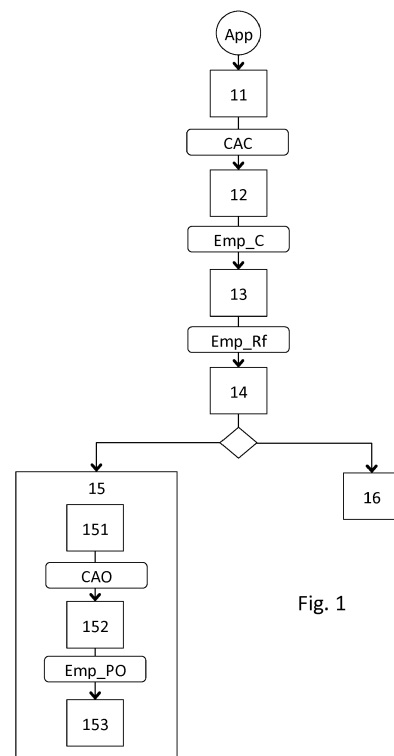 App
11
CAC
12
Emp_C
13
Emp_Rf
14
15
16
151
CAO
152
Emp_PO
153
Fig. 1